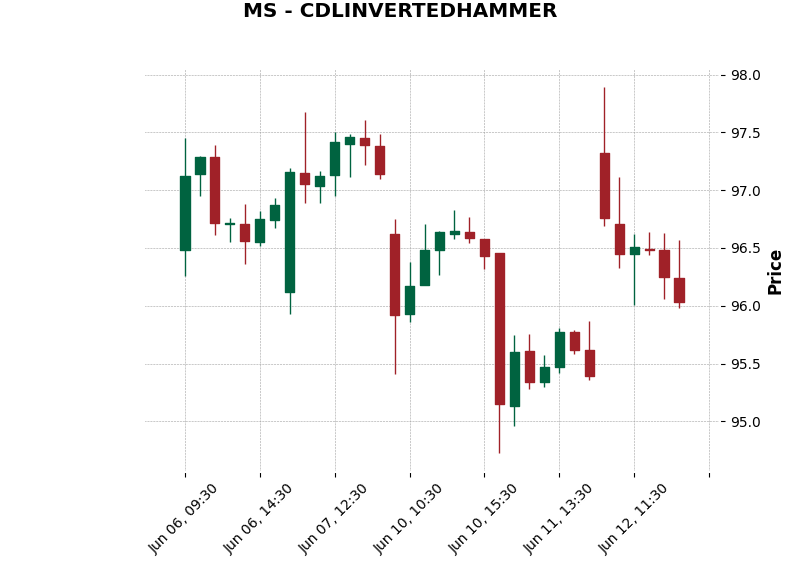 MS - CDLINVERTEDHAMMER
98.0
97.5
97.0
96.5
96.0
95.5
95.0
Price
Jun 06, 09:30
Jun 06, 14:30
Jun 07, 12:30
Jun 10, 10:30
Jun 10, 15:30
Jun 11, 13:30
Jun 12, 11:30